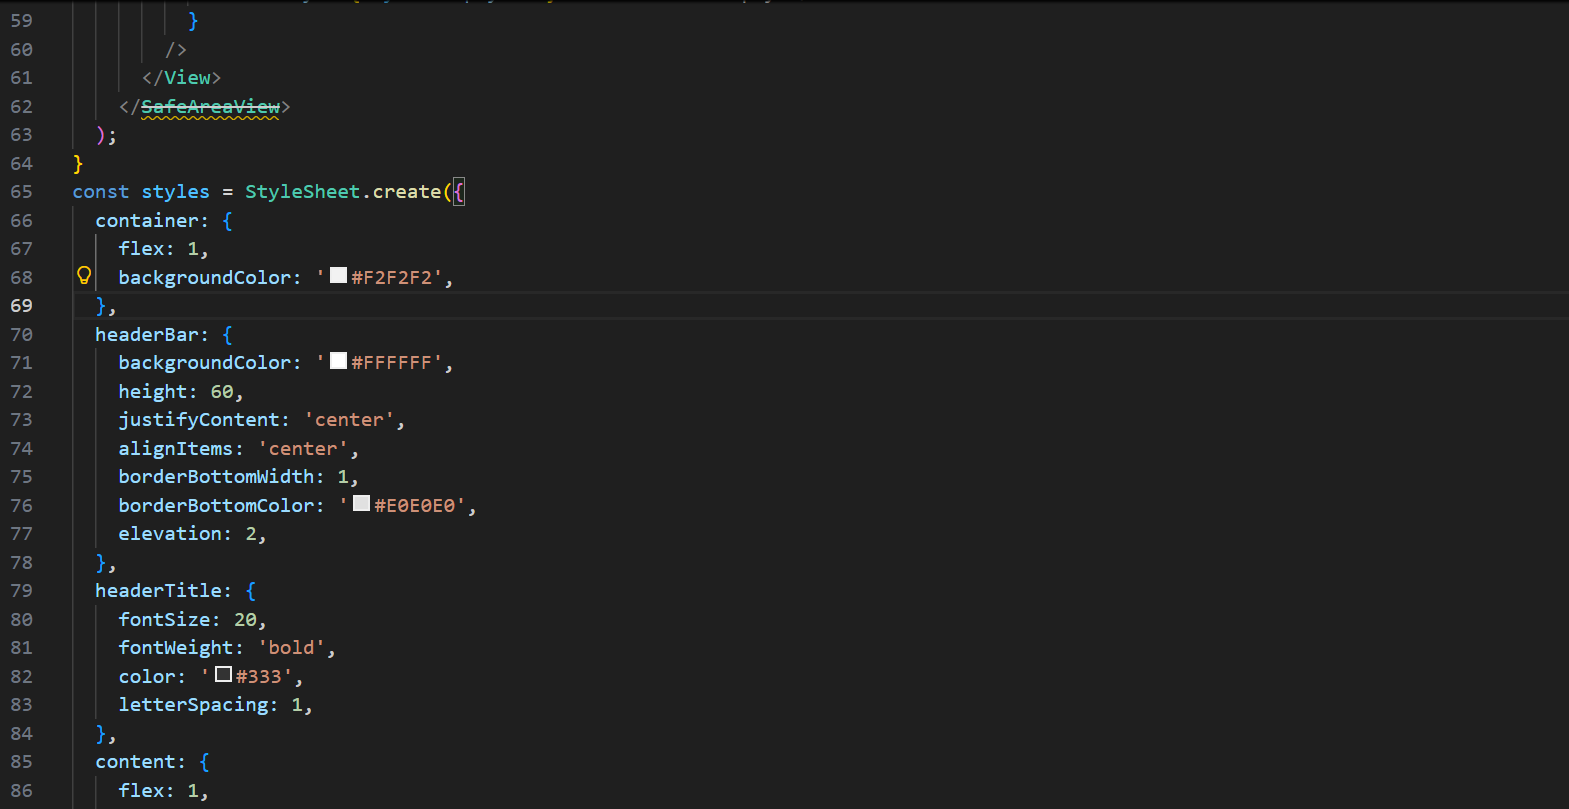 59 }
60 />
61 </View>
62 </SafeAreaView>
63 );
64 }
65 const styles = StyleSheet.create({
66 container: {
67 flex: 1,
68 backgroundColor: '#F2F2F2',
69 },
70 headerBar: {
71 backgroundColor: '#FFFFFF',
72 height: 60,
73 justifyContent: 'center',
74 alignItems: 'center',
75 borderBottomWidth: 1,
76 borderBottomColor: '#E0E0E0',
77 elevation: 2,
78 },
79 headerTitle: {
80 fontSize: 20,
81 fontWeight: 'bold',
82 color: '#333',
83 letterSpacing: 1,
84 },
85 content: {
86 flex: 1,